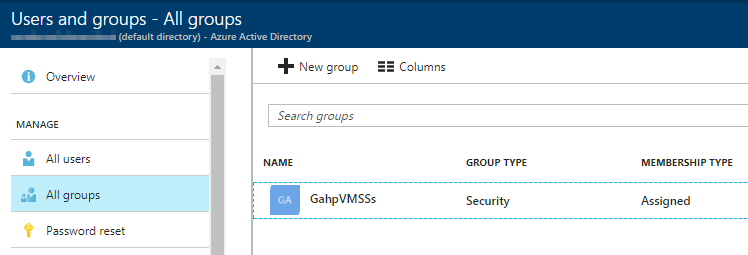 Users and groups - All groups
(default directory) - Azure Active Directory
Overview
MANAGE
All users
All groups
Password reset
New group Columns
Search groups
NAME GROUP TYPE MEMBERSHIP TYPE
GA GahpVMSSs Security Assigned